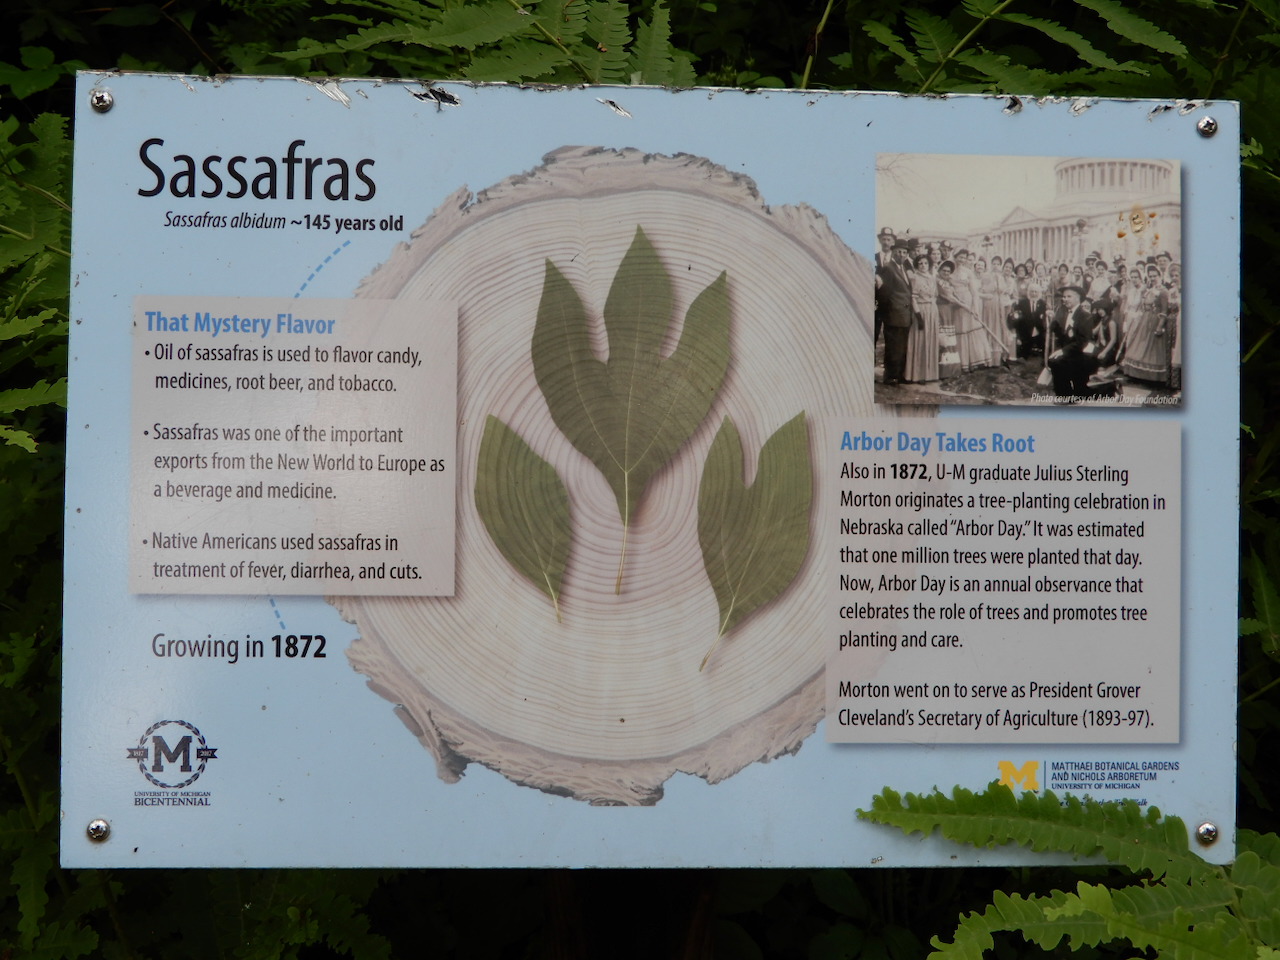 Sassafras
Sassafras albidum ~145 years old
That Mystery Flavor
• Oil of sassafras is used to flavor candy,
medicines, root beer, and tobacco.
• Sassafras was one of the important
exports from the New World to Europe as
a beverage and medicine.
• Native Americans used sassafras in
treatment of fever, diarrhea, and cuts.
Growing in 1872
M
1817 2017
UNIVERSITY OF MICHIGAN
BICENTENNIAL
Photo courtesy of Arbor Day Foundation
Arbor Day Takes Root
Also in 1872, U-M graduate Julius Sterling
Morton originates a tree-planting celebration in
Nebraska called “Arbor Day.” It was estimated
that one million trees were planted that day.
Now, Arbor Day is an annual observance that
celebrates the role of trees and promotes tree
planting and care.
Morton went on to serve as President Grover
Cleveland’s Secretary of Agriculture (1893-97).
M
MATTHAEI BOTANICAL GARDENS
AND NICHOLS ARBORETUM
UNIVERSITY OF MICHIGAN